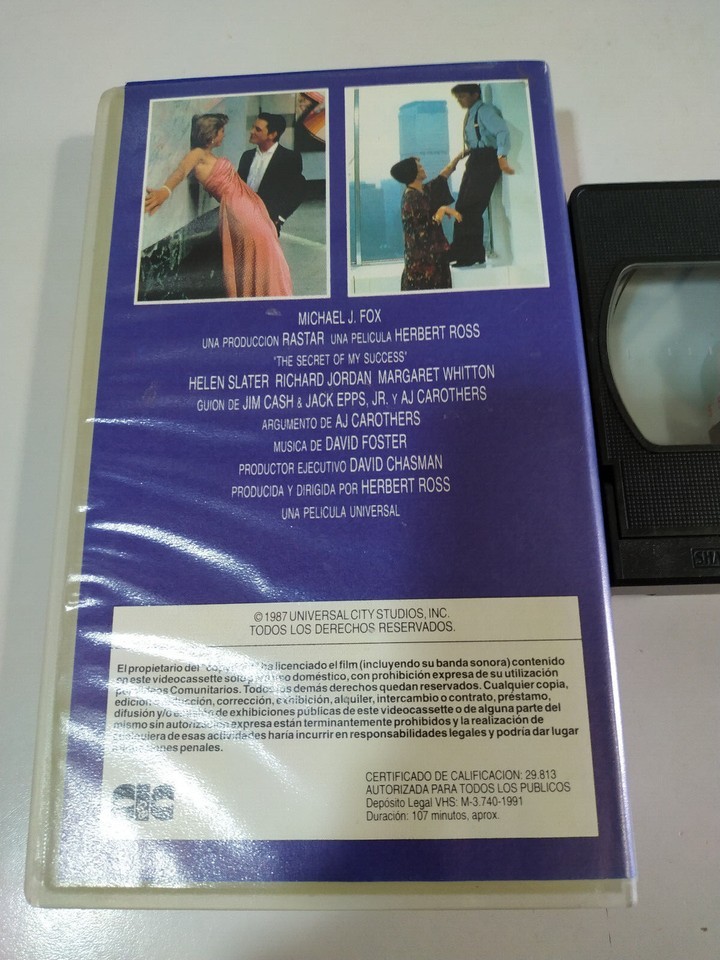 MICHAEL J. FOX
UNA PRODUCCION RASTAR UNA PELICULA HERBERT ROSS
'THE SECRET OF MY SUCCESS'
HELEN SLATER RICHARD JORDAN MARGARET WHITTON
GUION DE JIM CASH & JACK EPPS, JR. Y AJ CAROTHERS
ARGUMENTO DE AJ CAROTHERS
MUSICA DE DAVID FOSTER
PRODUCTOR EJECUTIVO DAVID CHASMAN
PRODUCIDA Y DIRIGIDA POR HERBERT ROSS
UNA PELICULA UNIVERSAL
© 1987 UNIVERSAL CITY STUDIOS, INC.
TODOS LOS DERECHOS RESERVADOS.
El propietario del ha licenciado el film (incluyendo su banda sonora) contenido
en este videocassette solo para uso doméstico, con prohibición expresa de su utilización
por Comunitarios. Todos los demás derechos quedan reservados. Cualquier copia,
edición, corrección, exhibición, alquiler, intercambio o contrato, préstamo,
difusión y/o de exhibiciones públicas de este videocassette o de alguna parte del
mismo sin autorización expresa están terminantemente prohibidos y la realización de
cualquiera de esas actividades haría incurrir en responsabilidades legales y podría dar lugar
a penales.
CIC
CERTIFICADO DE CALIFICACION: 29.813
AUTORIZADA PARA TODOS LOS PUBLICOS
Depósito Legal VHS: M-3.740-1991
Duración: 107 minutos, aprox.